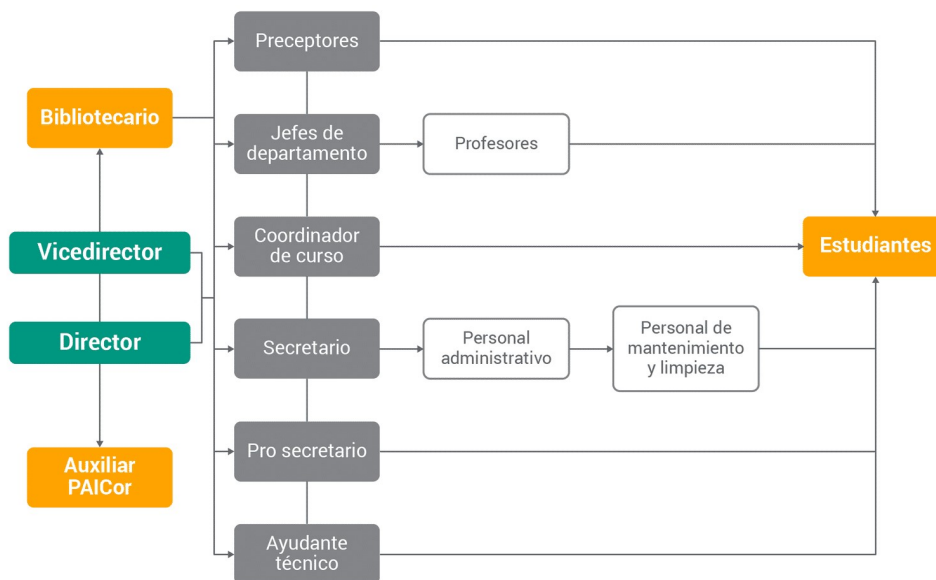 Preceptores
Bibliotecario
Jefes de
departamento
Profesores
Vicedirector
Coordinador
de curso
Estudiantes
Director
Secretario
Personal
administrativo
Personal de
mantenimiento
y limpieza
Auxiliar
PAICor
Pro secretario
Ayudante
técnico